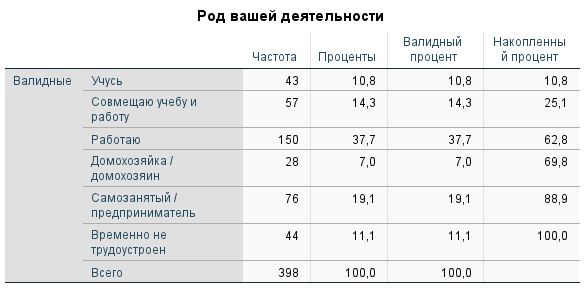 Род вашей деятельности
Частота Проценты Валидный процент Накопленны й процент
Валидные Учусь 43 10,8 10,8 10,8
Совмещаю учебу и работу 57 14,3 14,3 25,1
Работаю 150 37,7 37,7 62,8
Домохозяйка / домохозяин 28 7,0 7,0 69,8
Самозанятый / предприниматель 76 19,1 19,1 88,9
Временно не трудоустроен 44 11,1 11,1 100,0
Всего 398 100,0 100,0